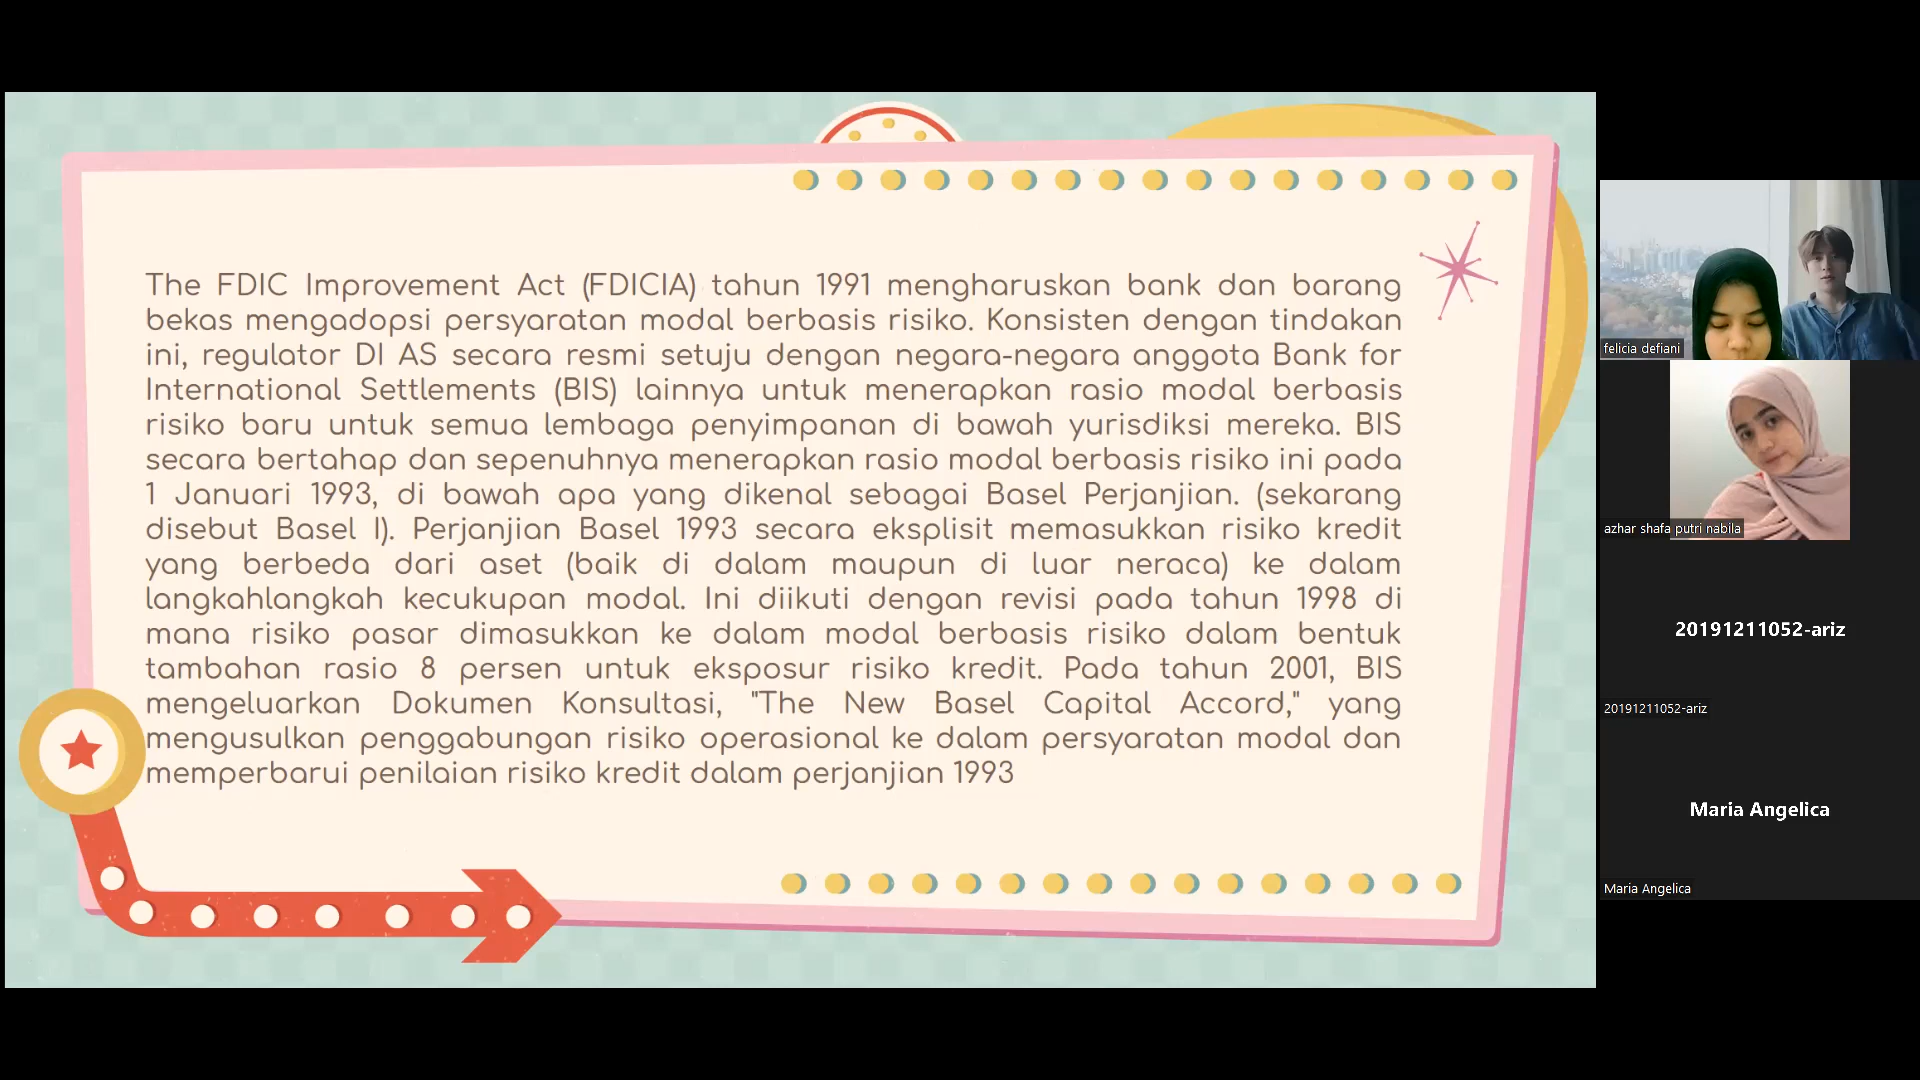 The FDIC Improvement Act (FDICIA) tahun 1991 mengharuskan bank dan barang
bekas mengadopsi persyaratan modal berbasis risiko. Konsisten dengan tindakan
ini, regulator DI AS secara resmi setuju dengan negara-negara anggota Bank for
International Settlements (BIS) lainnya untuk menerapkan rasio modal berbasis
risiko baru untuk semua lembaga penyimpanan di bawah yurisdiksi mereka. BIS
secara bertahap dan sepenuhnya menerapkan rasio modal berbasis risiko ini pada
1 Januari 1993, di bawah apa yang dikenal sebagai Basel Perjanjian. (sekarang
disebut Basel I). Perjanjian Basel 1993 secara eksplisit memasukkan risiko kredit
yang berbeda dari aset (baik di dalam maupun di luar neraca) ke dalam
langkahlangkah kecukupan modal. Ini diikuti dengan revisi pada tahun 1998 di
mana risiko pasar dimasukkan ke dalam modal berbasis risiko dalam bentuk
tambahan rasio 8 persen untuk eksposur risiko kredit. Pada tahun 2001, BIS
mengeluarkan Dokumen Konsultasi, "The New Basel Capital Accord," yang
mengusulkan penggabungan risiko operasional ke dalam persyaratan modal dan
memperbarui penilaian risiko kredit dalam perjanjian 1993
felicia defiani
azhar shafa putri nabila
20191211052-ariz
20191211052-ariz
Maria Angelica
Maria Angelica